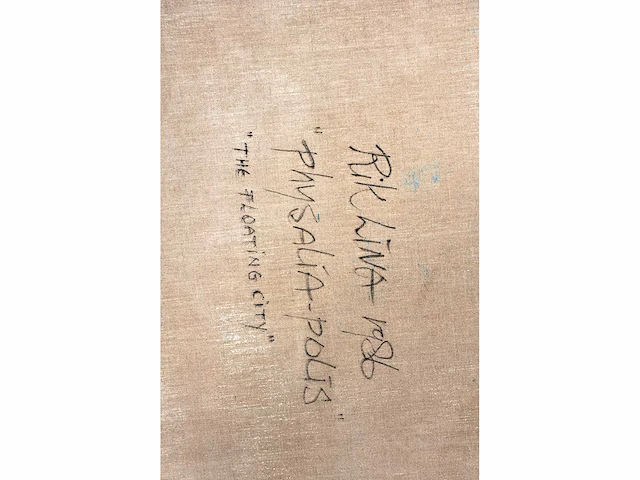 RiK LiNA - 1986
"PhySALiA-POLiS"
"THE FLOATiNG CiTY"